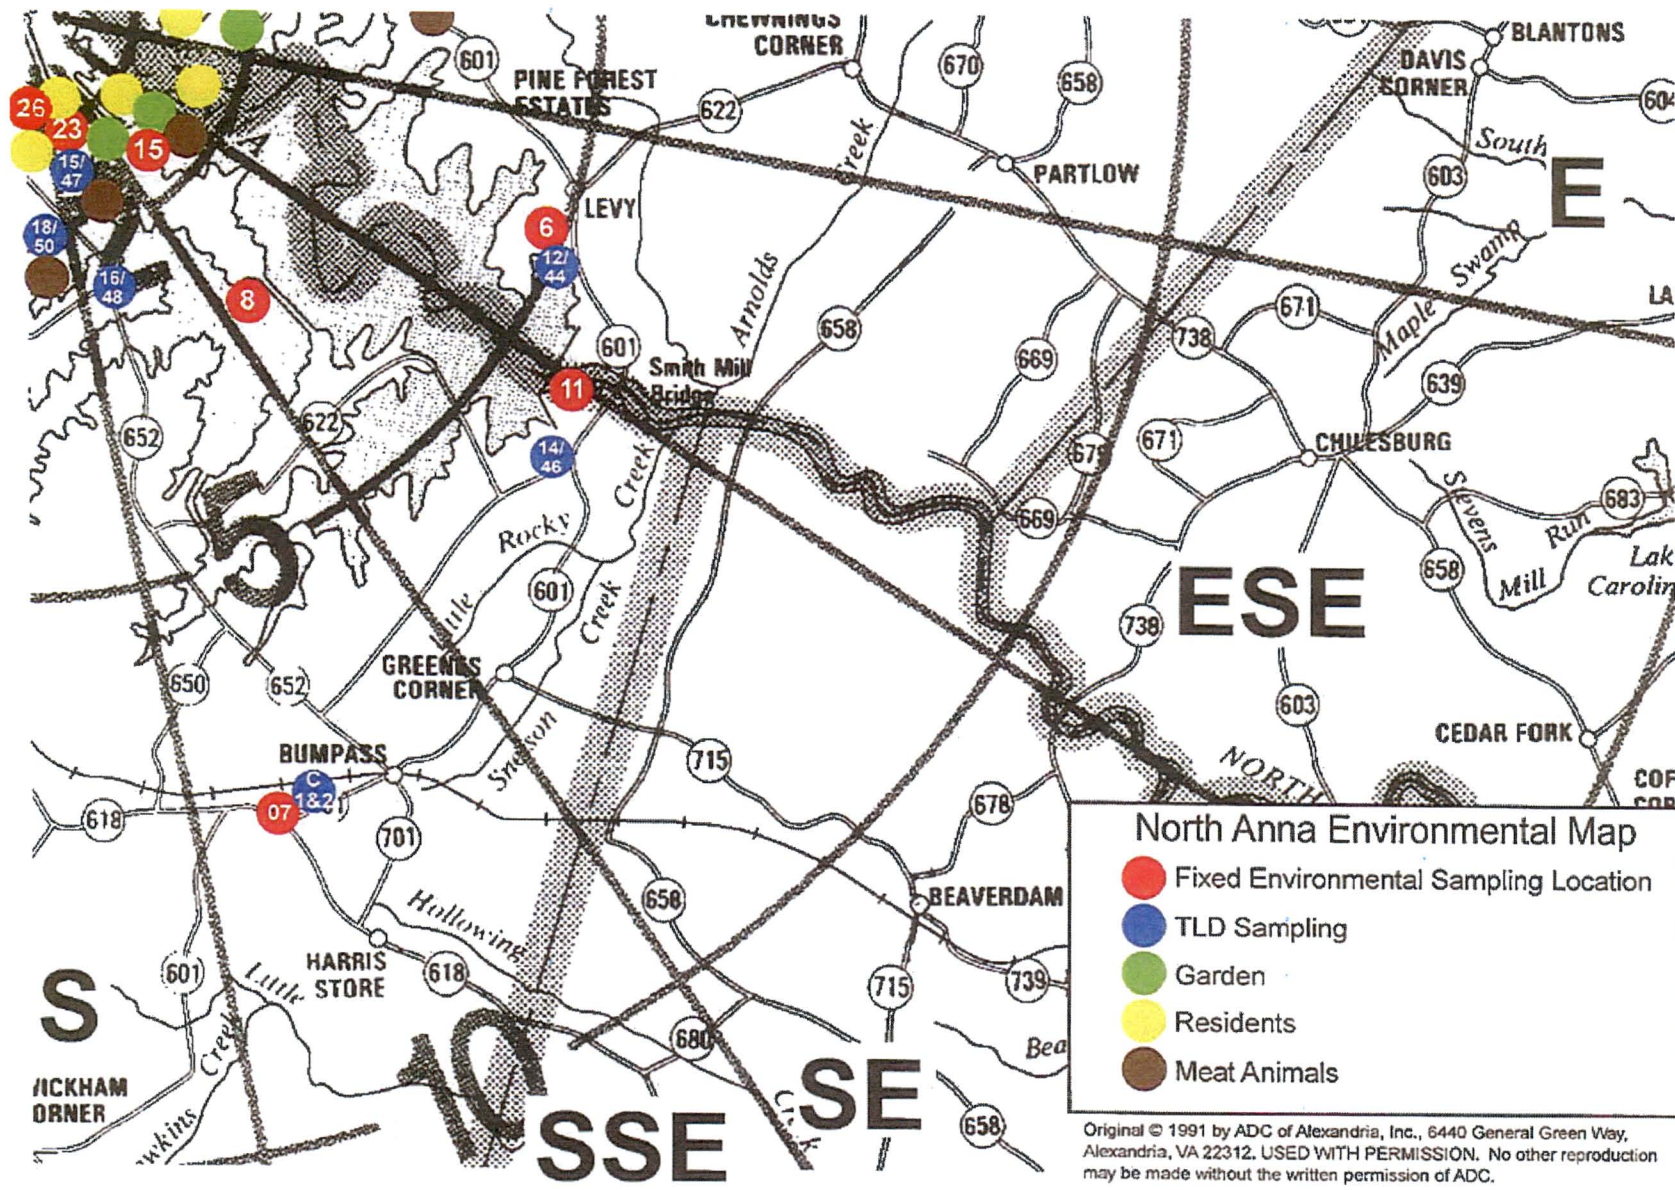 CHEWNINGS
CORNER
601
PINE FOREST
ESTATES
622
670
658
BLANTONS
DAVIS
CORNER
South
26
23
15
15/
47
18/
50
16/
48
8
6
12/
44
LEVY
Creek
PARTLOW
603
E
Arnolds
Maple Swamp
601
Smith Mill
Bridge
11
14/
46
658
669
738
671
639
652
622
Creek
671
679
CHILESBURG
5
Rocky
Little
601
Creek
669
Stevens
Mill
Run
683
658
Lak
Carolin
ESE
738
GREENES
CORNER
650
652
603
CEDAR FORK
BUMPASS
715
NORTH
C
1&2
07
618
701
678
North Anna Environmental Map
Fixed Environmental Sampling Location
TLD Sampling
Garden
Residents
Meat Animals
658
BEAVERDAM
Hollowing
HARRIS
STORE
618
601
Little
Creek
715
739
S
10
680
Bea
SE
SSE
658
Original © 1991 by ADC of Alexandria, Inc., 6440 General Green Way,
Alexandria, VA 22312. USED WITH PERMISSION. No other reproduction
may be made without the written permission of ADC.